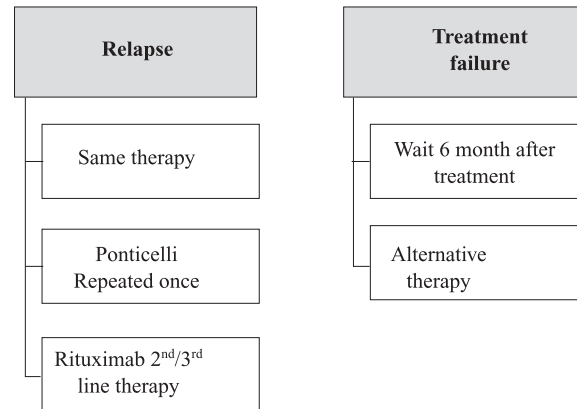 Relapse
Same therapy
Ponticelli
Repeated once
Rituximab 2nd/3rd
line therapy
Treatment
failure
Wait 6 month after
treatment
Alternative
therapy